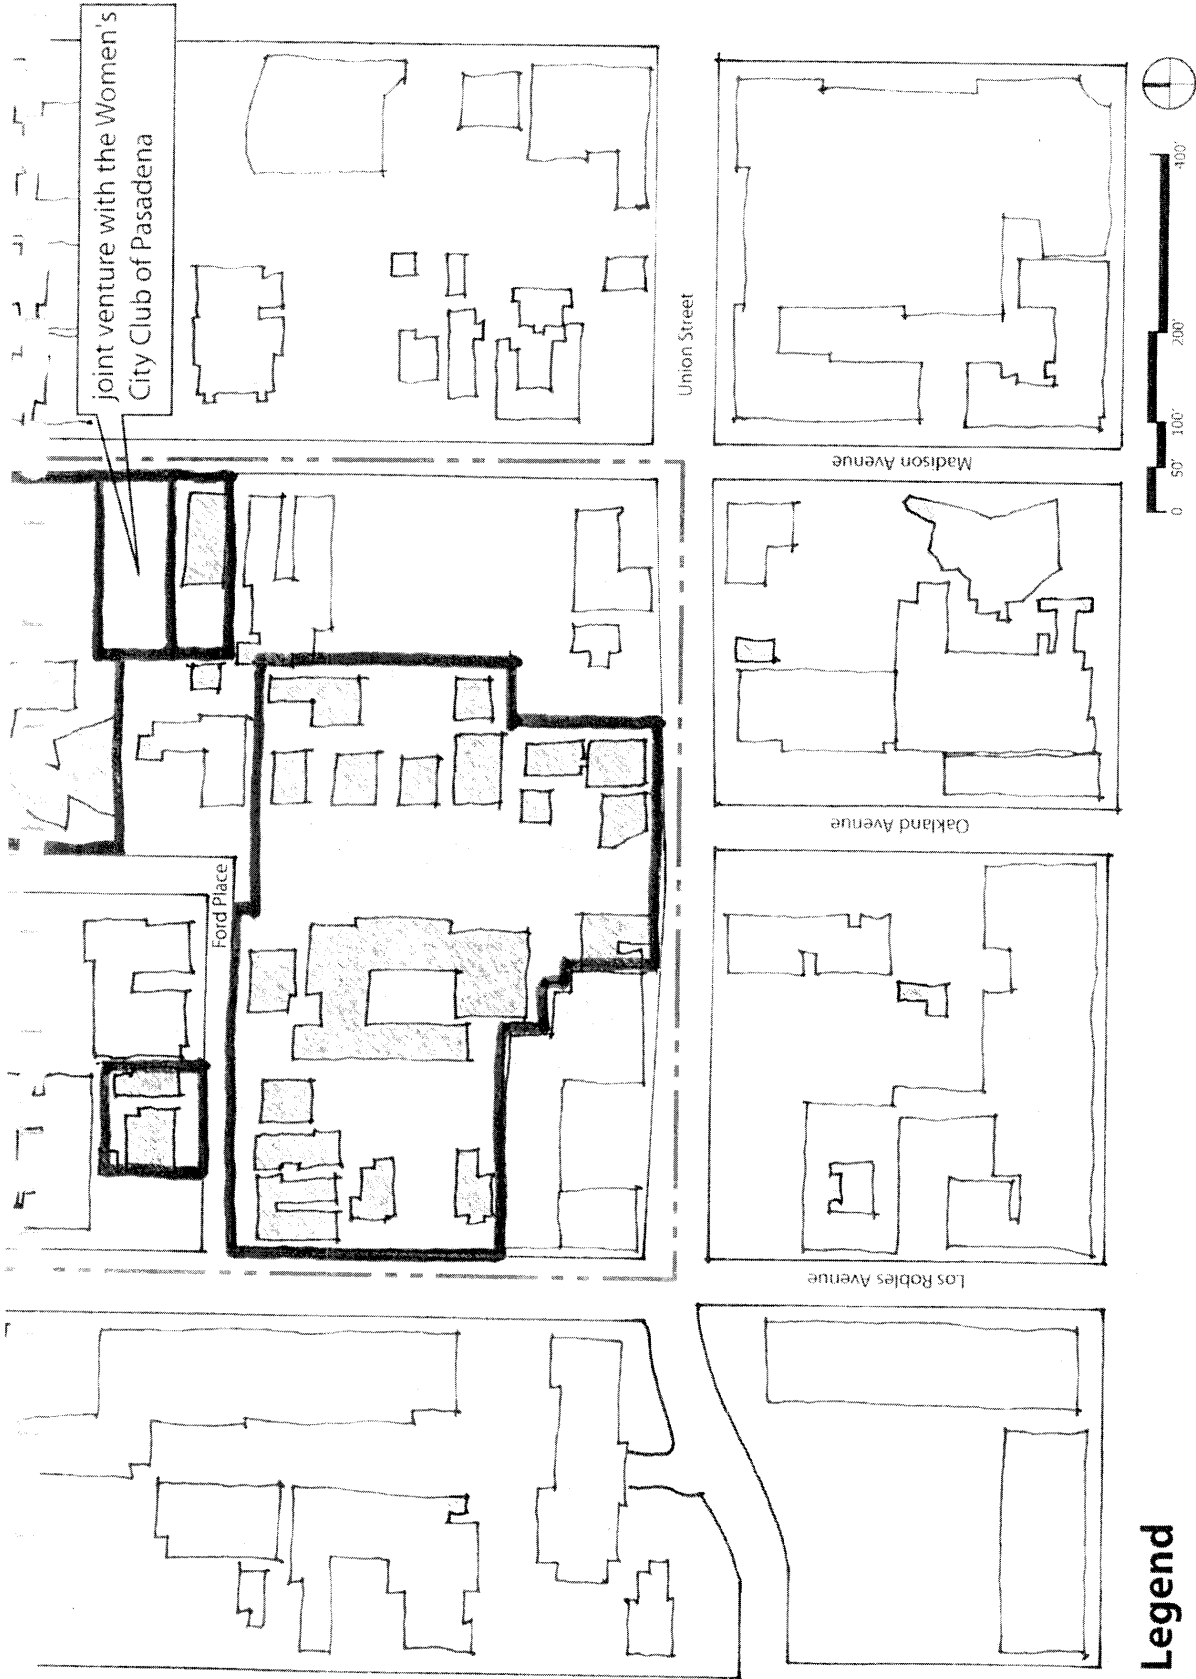 joint venture with the Women's
City Club of Pasadena
Ford Place
Union Street
Los Robles Avenue
Oakland Avenue
Madison Avenue
0 50' 100' 200' 400'
Legend